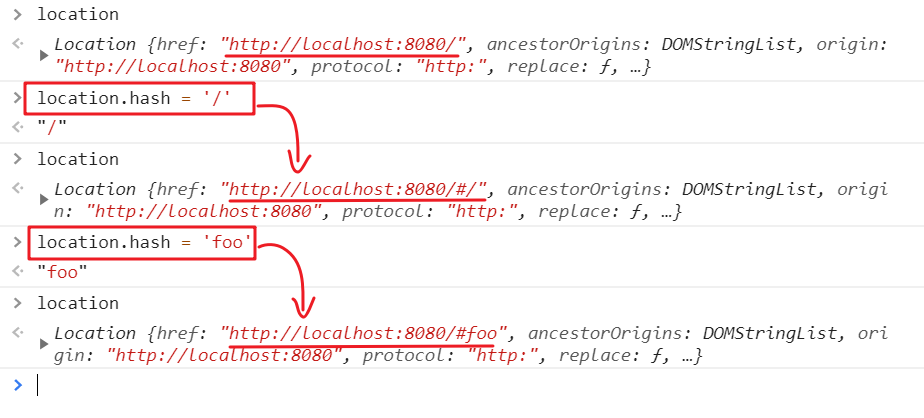 > location
<· Location {href: "http://localhost:8080/", ancestorOrigins: DOMStringList, origin:
"http://localhost:8080", protocol: "http:", replace: ƒ, …}
> location.hash = '/'
<· "/"
> location
<· Location {href: "http://localhost:8080/#/", ancestorOrigins: DOMStringList, origi
n: "http://localhost:8080", protocol: "http:", replace: ƒ, …}
> location.hash = 'foo'
<· "foo"
> location
<· Location {href: "http://localhost:8080/#foo", ancestorOrigins: DOMStringList, ori
gin: "http://localhost:8080", protocol: "http:", replace: ƒ, …}
>